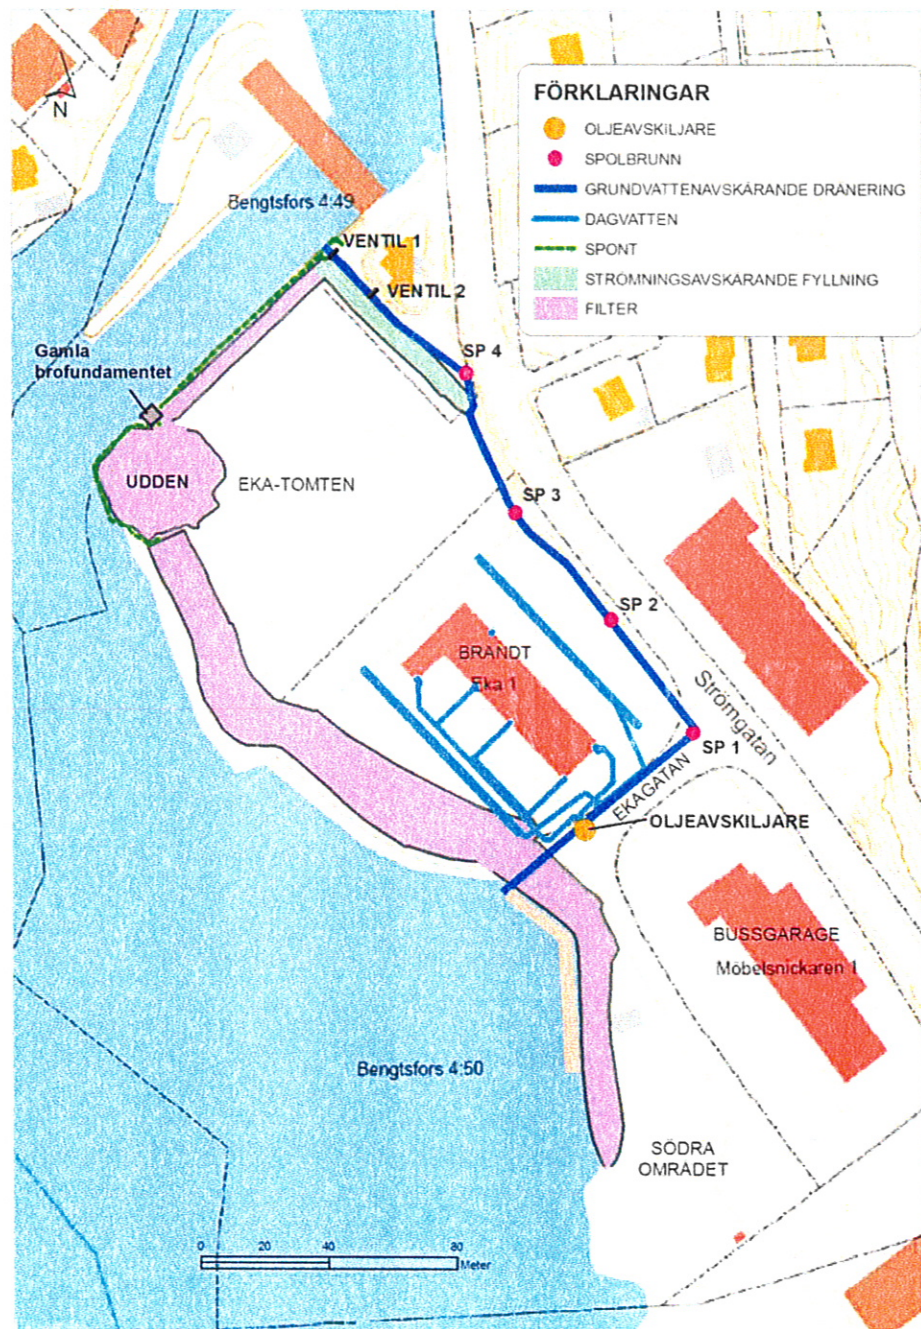 N
FÖRKLARINGAR
OLJEAVSKILJARE
SPOLBRUNN
GRUNDVATTENAVSKÄRANDE DRÄNERING
DAGVATTEN
SPONT
STRÖMNINGSAVSKÄRANDE FYLLNING
FILTER
Bengtsfors 4:49
VENTIL 1
VENTIL 2
Gamla
brofundamentet
SP 4
UDDEN
EKA-TOMTEN
SP 3
SP 2
BRANDT
Eka 1
Strömgatan
SP 1
EKAGATAN
OLJEAVSKILJARE
BUSSGARAGE
Möbelsnickaren 1
Bengtsfors 4:50
SÖDRA
OMRÅDET
0 20 40 80
Meter